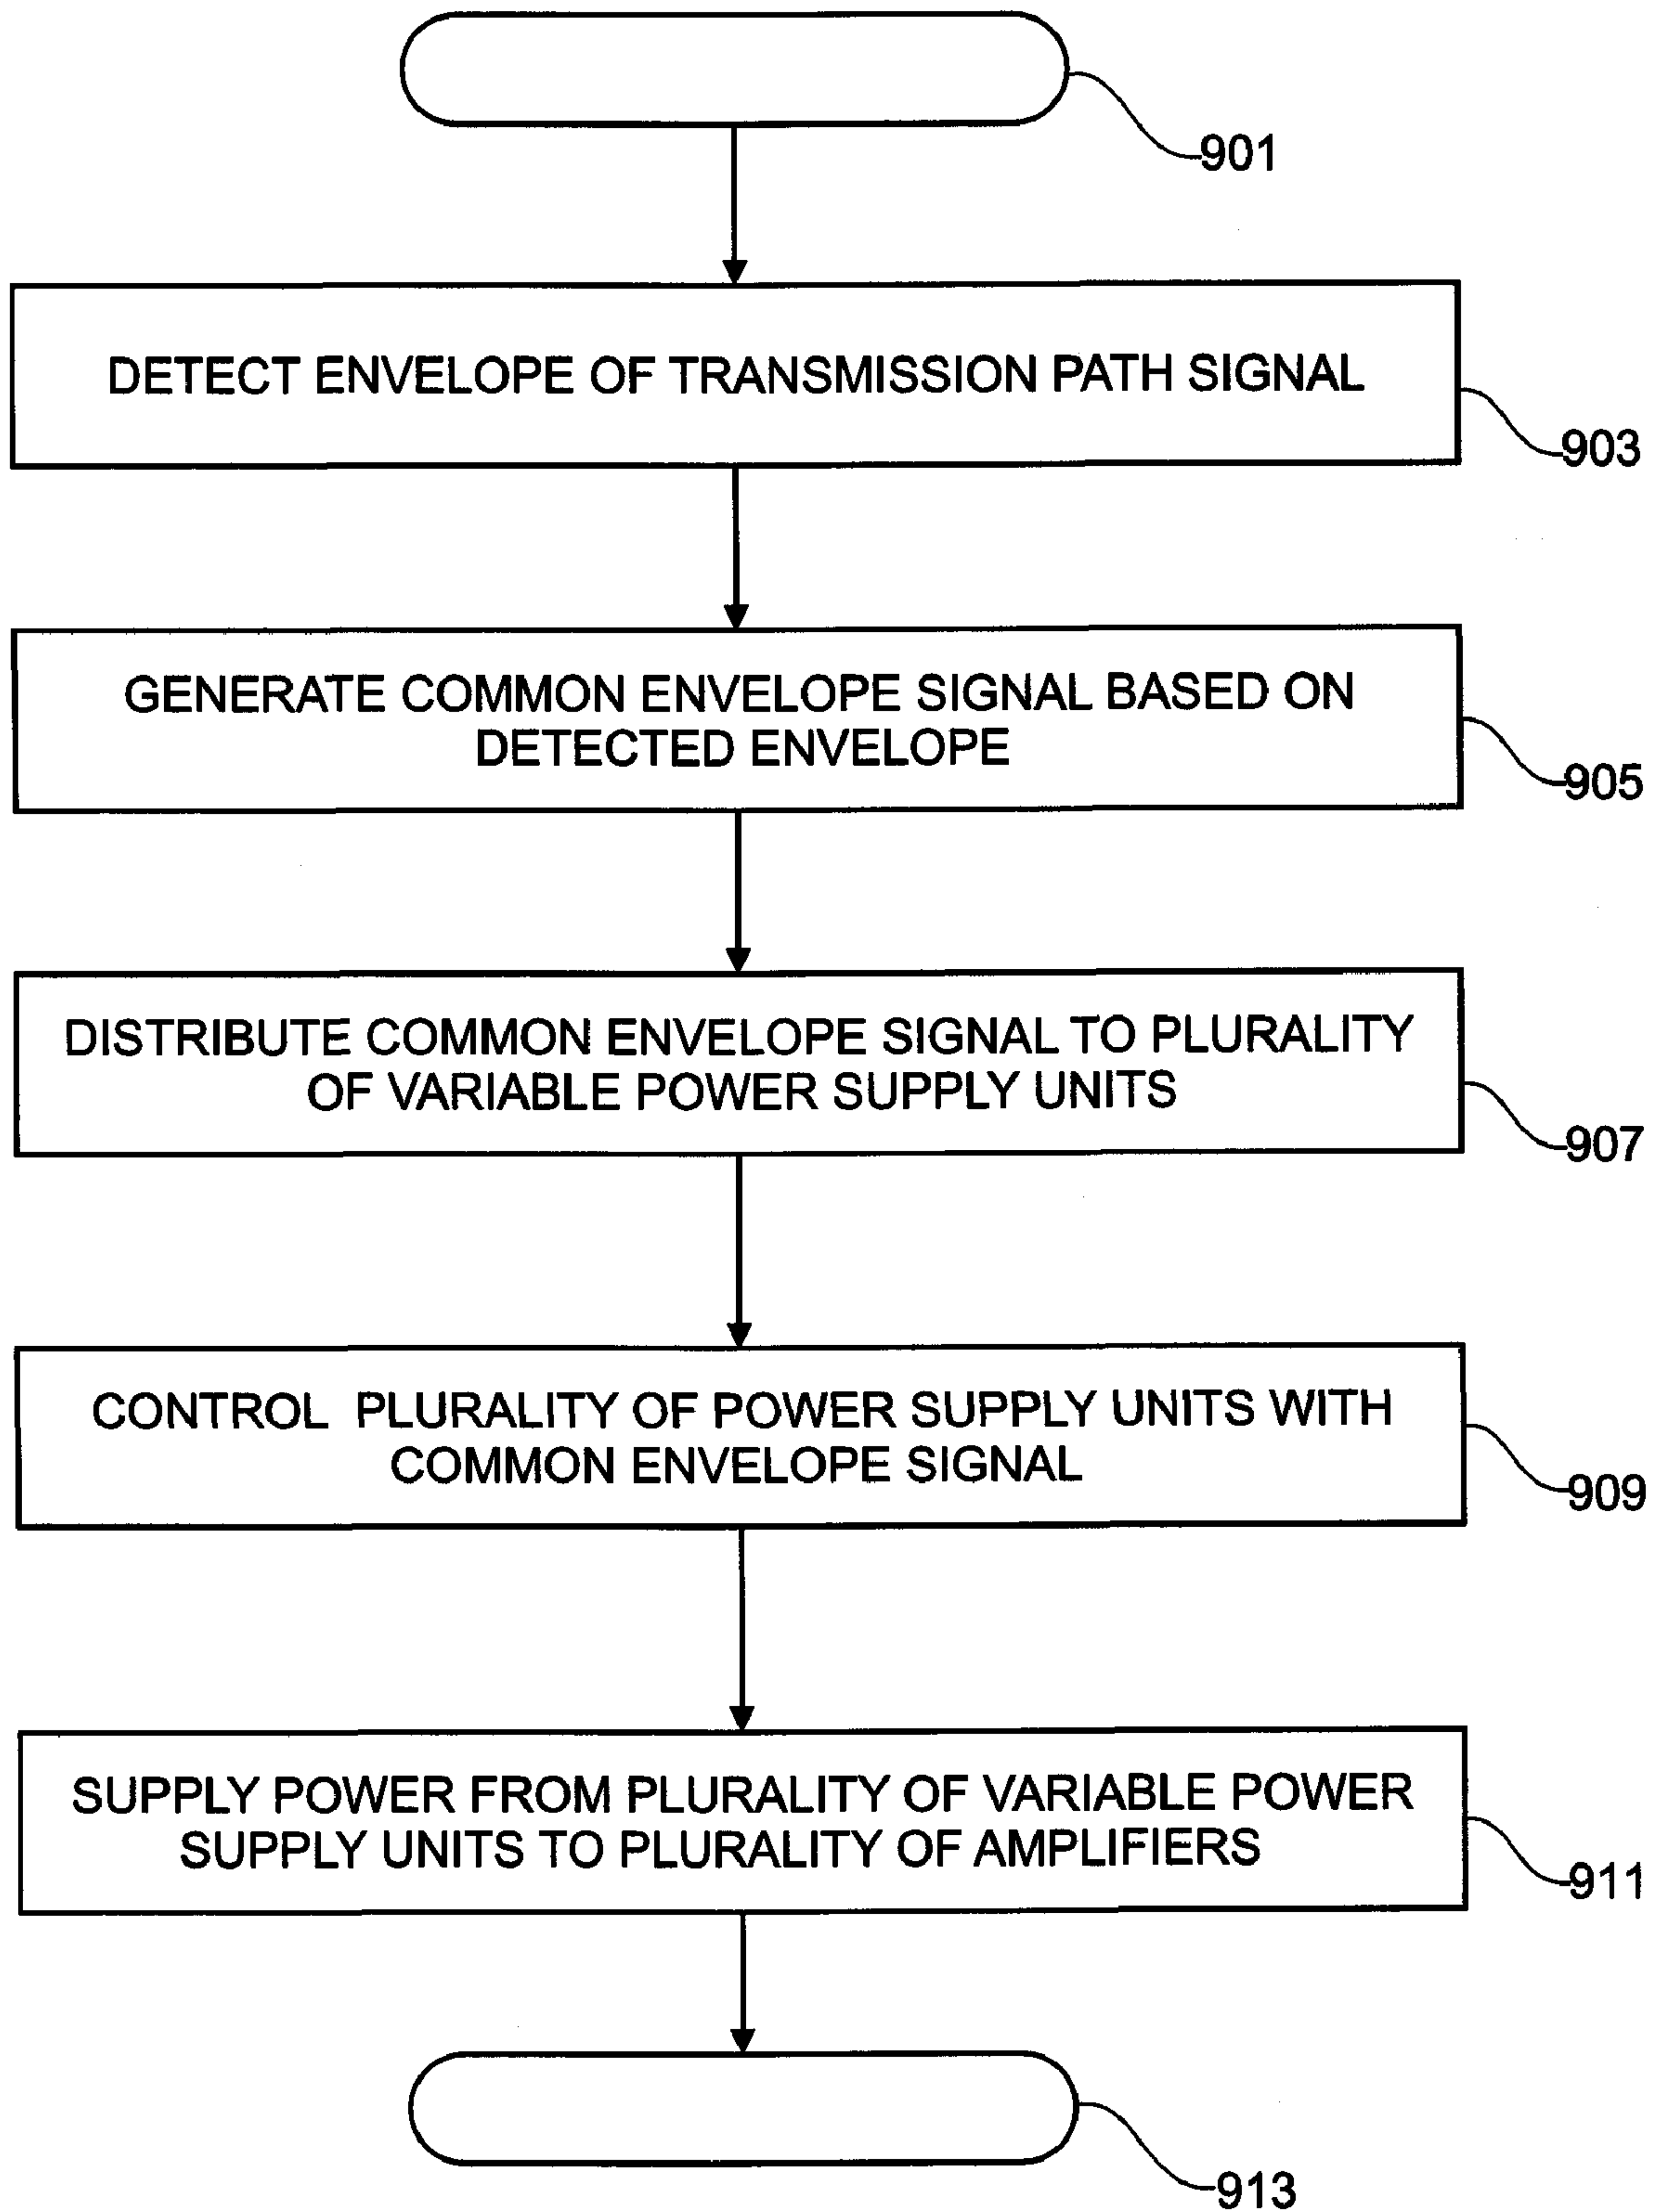 901
DETECT ENVELOPE OF TRANSMISSION PATH SIGNAL
903
GENERATE COMMON ENVELOPE SIGNAL BASED ON
DETECTED ENVELOPE
905
DISTRIBUTE COMMON ENVELOPE SIGNAL TO PLURALITY
OF VARIABLE POWER SUPPLY UNITS
907
CONTROL PLURALITY OF POWER SUPPLY UNITS WITH
COMMON ENVELOPE SIGNAL
909
SUPPLY POWER FROM PLURALITY OF VARIABLE POWER
SUPPLY UNITS TO PLURALITY OF AMPLIFIERS
911
913